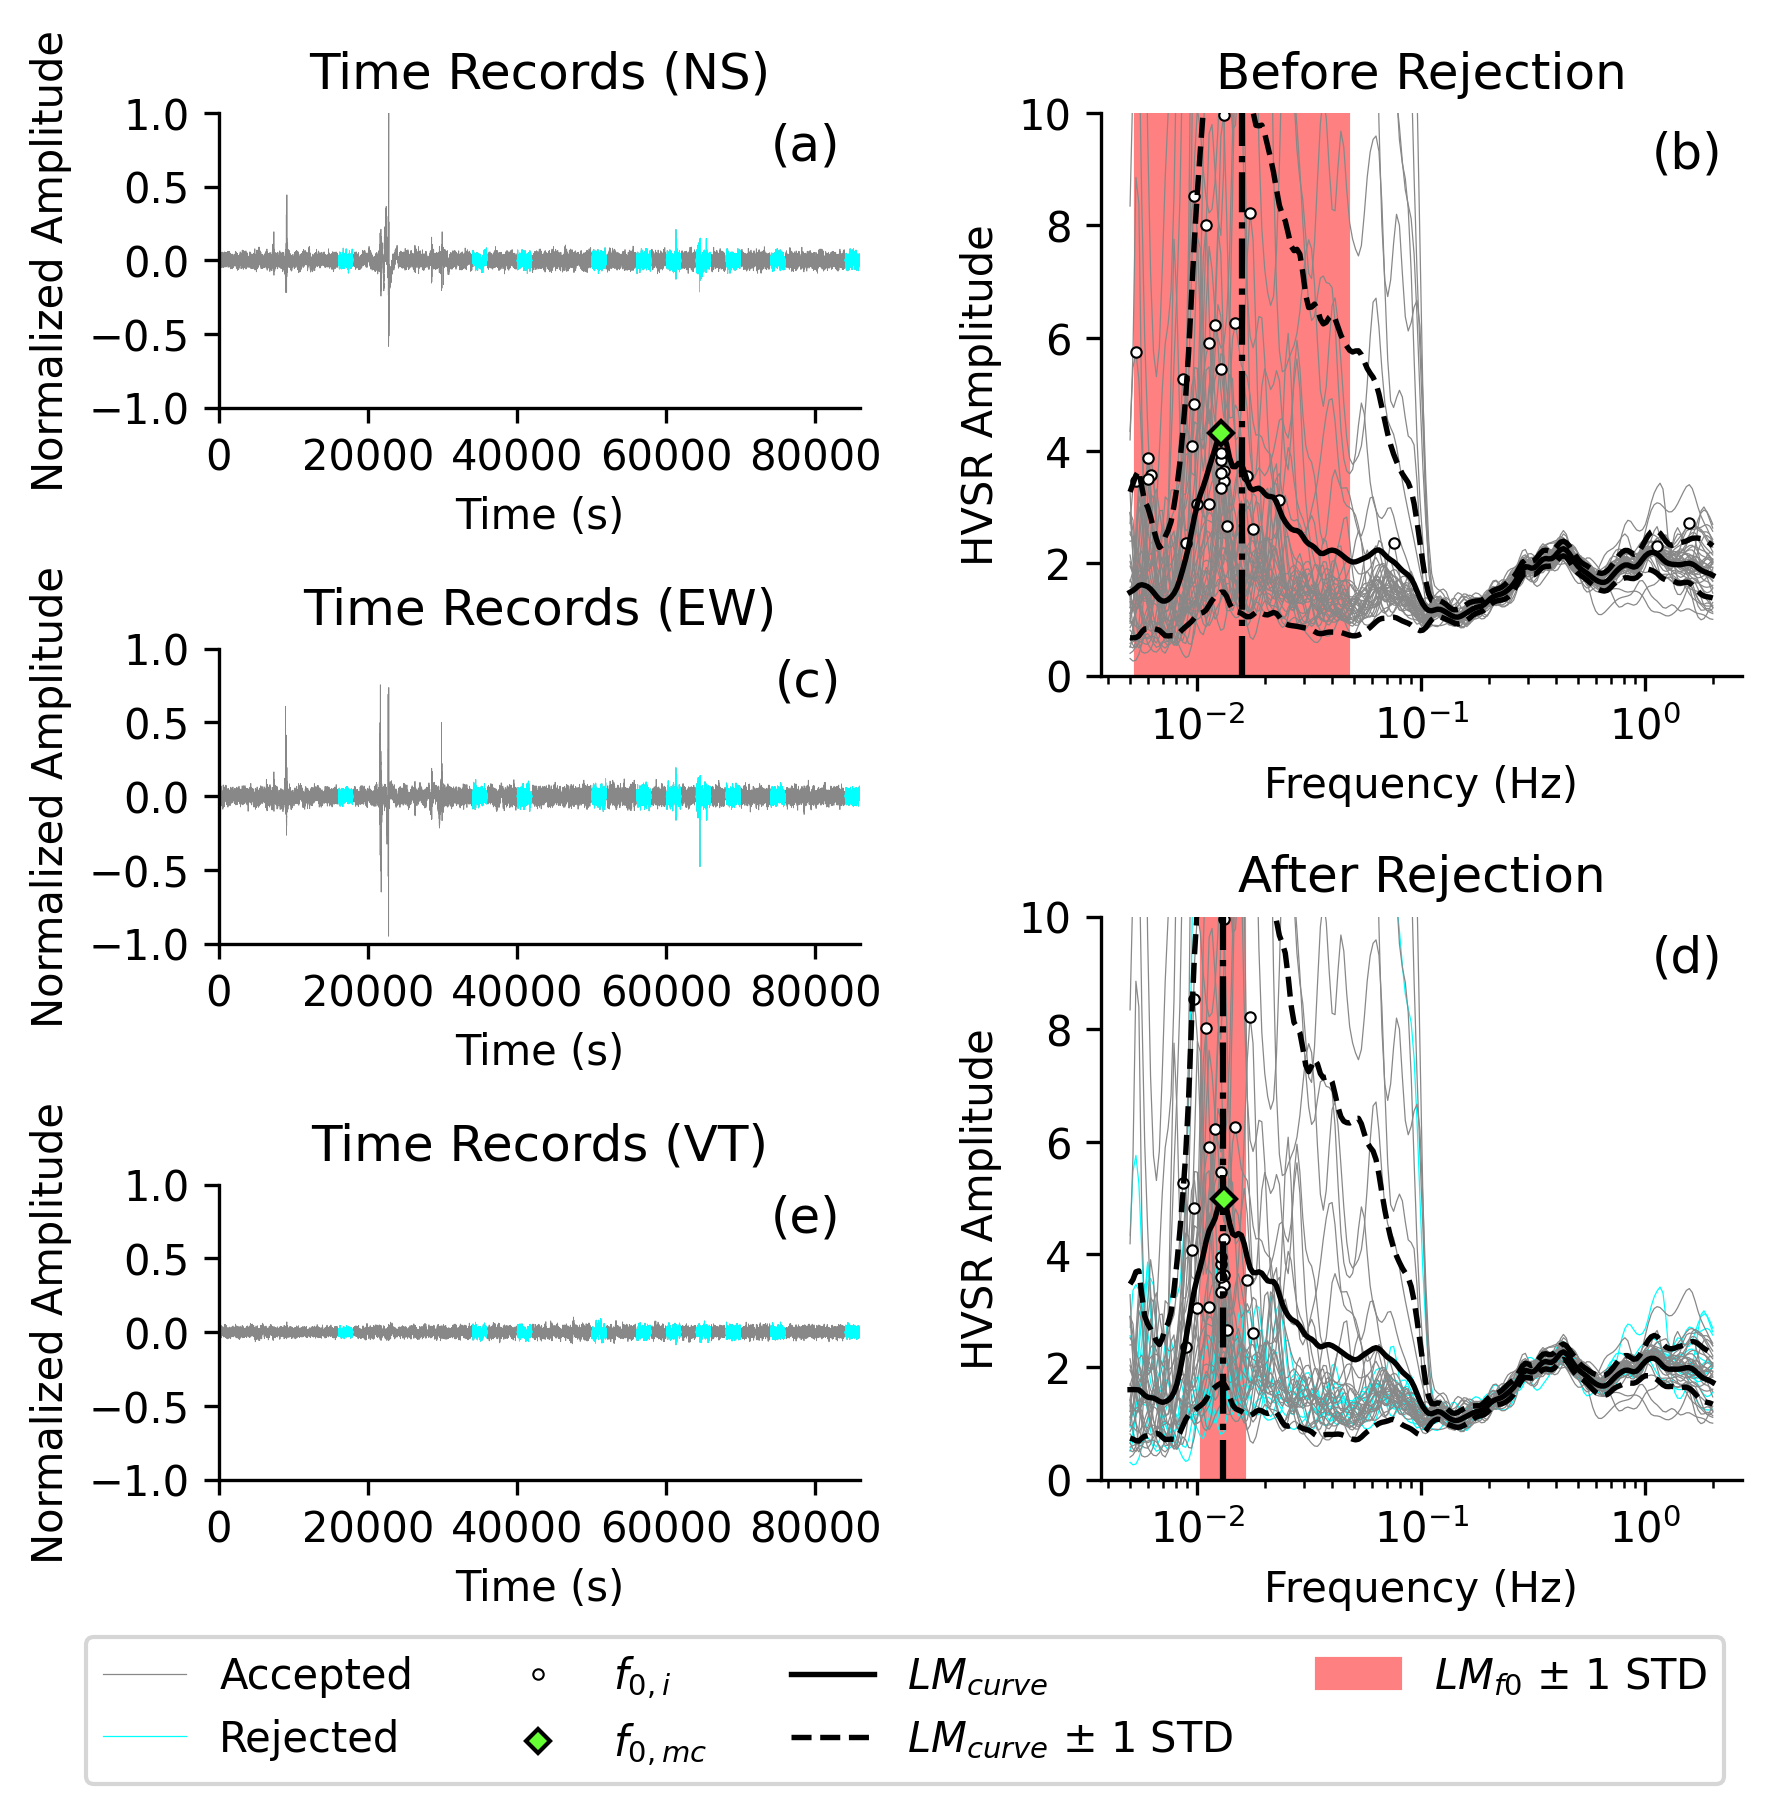 Time Records (NS)
Normalized Amplitude
1.0
0.5
0.0
−0.5
−1.0
(a)
0 20000 40000 60000 80000
Time (s)
Before Rejection
HVSR Amplitude
10
8
6
4
2
0
(b)
10⁻² 10⁻¹ 10⁰
Frequency (Hz)
Time Records (EW)
Normalized Amplitude
1.0
0.5
0.0
−0.5
−1.0
(c)
0 20000 40000 60000 80000
Time (s)
After Rejection
HVSR Amplitude
10
8
6
4
2
0
(d)
10⁻² 10⁻¹ 10⁰
Frequency (Hz)
Time Records (VT)
Normalized Amplitude
1.0
0.5
0.0
−0.5
−1.0
(e)
0 20000 40000 60000 80000
Time (s)
Accepted
Rejected
f0,i
f0,mc
LMcurve
LMcurve ± 1 STD
LMf0 ± 1 STD